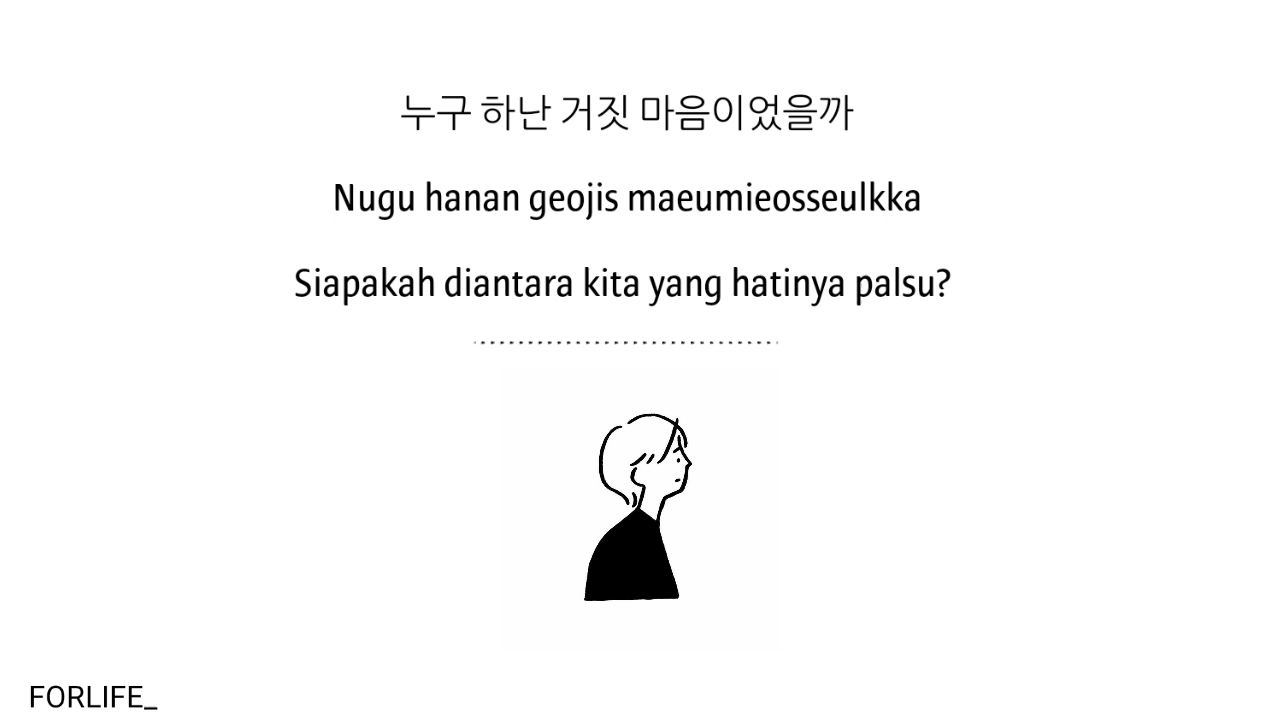 누구 하난 거짓 마음이었을까
Nugu hanan geojis maeumieosseulkka
Siapakah diantara kita yang hatinya palsu?
FORLIFE_